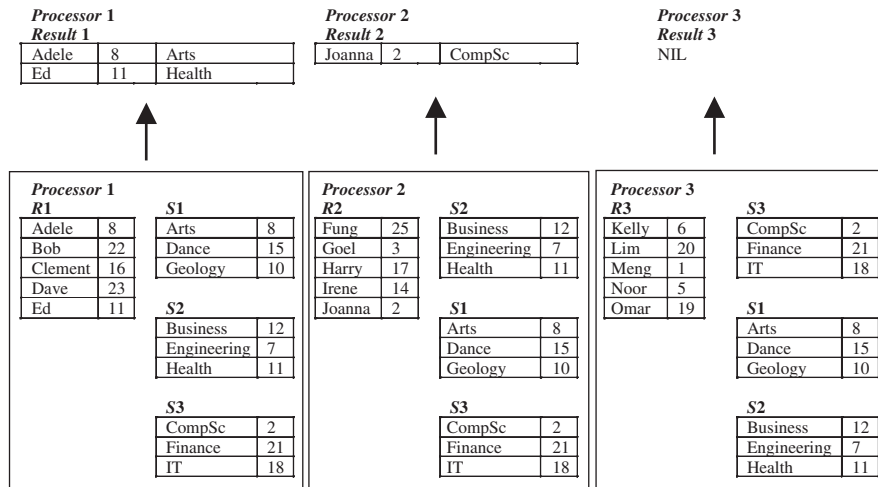 Processor 1 Processor 2 Processor 3
Result 1 Result 2 Result 3
Adele 8 Arts Joanna 2 CompSc NIL
Ed 11 Health
Processor 1
R1 S1
Adele 8 Arts 8
Bob 22 Dance 15
Clement 16 Geology 10
Dave 23
Ed 11 S2
Business 12
Engineering 7
Health 11
S3
CompSc 2
Finance 21
IT 18
Processor 2
R2 S2
Fung 25 Business 12
Goel 3 Engineering 7
Harry 17 Health 11
Irene 14
Joanna 2 S1
Arts 8
Dance 15
Geology 10
S3
CompSc 2
Finance 21
IT 18
Processor 3
R3 S3
Kelly 6 CompSc 2
Lim 20 Finance 21
Meng 1 IT 18
Noor 5
Omar 19 S1
Arts 8
Dance 15
Geology 10
S2
Business 12
Engineering 7
Health 11